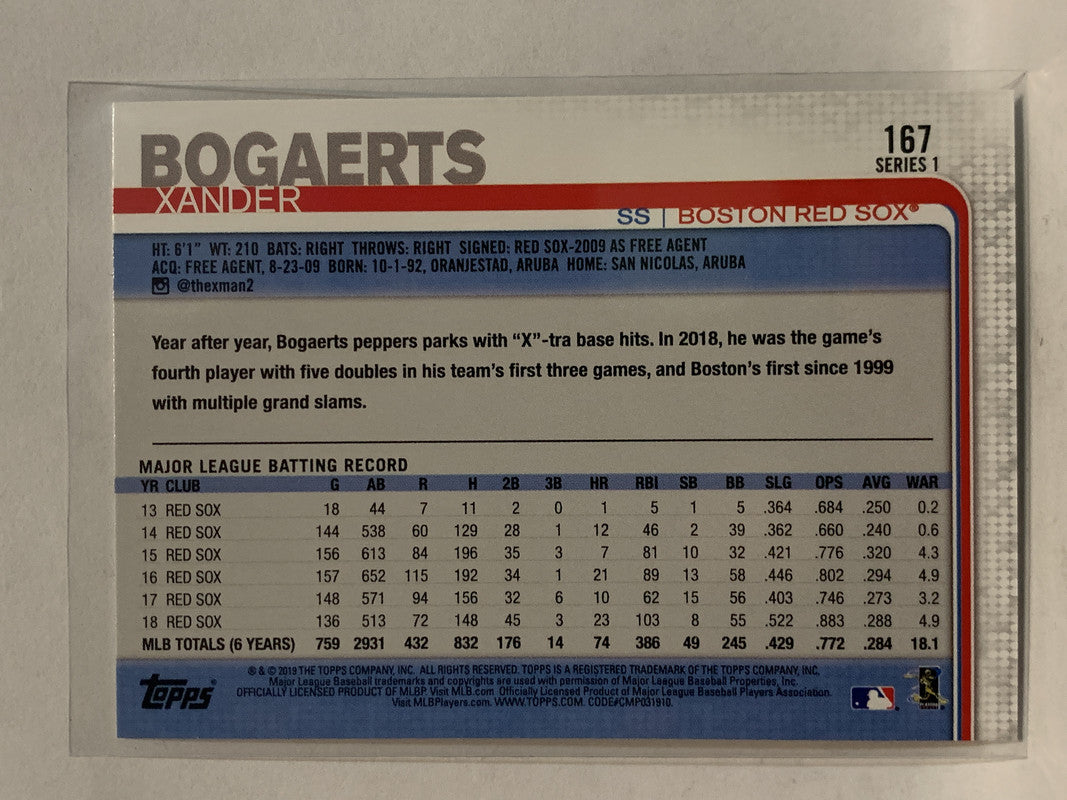 BOGAERTS
167
SERIES 1
XANDER
SS | BOSTON RED SOX®
HT: 6'1" WT: 210 BATS: RIGHT THROWS: RIGHT SIGNED: RED SOX-2009 AS FREE AGENT
ACQ: FREE AGENT, 8-23-09 BORN: 10-1-92, ORANJESTAD, ARUBA HOME: SAN NICOLAS, ARUBA
@thexman2
Year after year, Bogaerts peppers parks with “X”-tra base hits. In 2018, he was the game’s
fourth player with five doubles in his team’s first three games, and Boston’s first since 1999
with multiple grand slams.
MAJOR LEAGUE BATTING RECORD
YR CLUB G AB R H 2B 3B HR RBI SB BB SLG OPS AVG WAR
13 RED SOX 18 44 7 11 2 0 1 5 1 5 .364 .684 .250 0.2
14 RED SOX 144 538 60 129 28 1 12 46 2 39 .362 .660 .240 0.6
15 RED SOX 156 613 84 196 35 3 7 81 10 32 .421 .776 .320 4.3
16 RED SOX 157 652 115 192 34 1 21 89 13 58 .446 .802 .294 4.9
17 RED SOX 148 571 94 156 32 6 10 62 15 56 .403 .746 .273 3.2
18 RED SOX 136 513 72 148 45 3 23 103 8 55 .522 .883 .288 4.9
MLB TOTALS (6 YEARS) 759 2931 432 832 176 14 74 386 49 245 .429 .772 .284 18.1
® & © 2019 THE TOPPS COMPANY, INC. ALL RIGHTS RESERVED. TOPPS IS A REGISTERED TRADEMARK OF THE TOPPS COMPANY, INC.
Major League Baseball trademarks and copyrights are used with permission of Major League Baseball Properties, Inc.
OFFICIALLY LICENSED PRODUCT OF MLBP. Visit MLB.com. Officially Licensed Product of Major League Baseball Players Association.
Visit MLBPlayers.com. WWW.TOPPS.COM. CODE#CMP031910.
Topps®